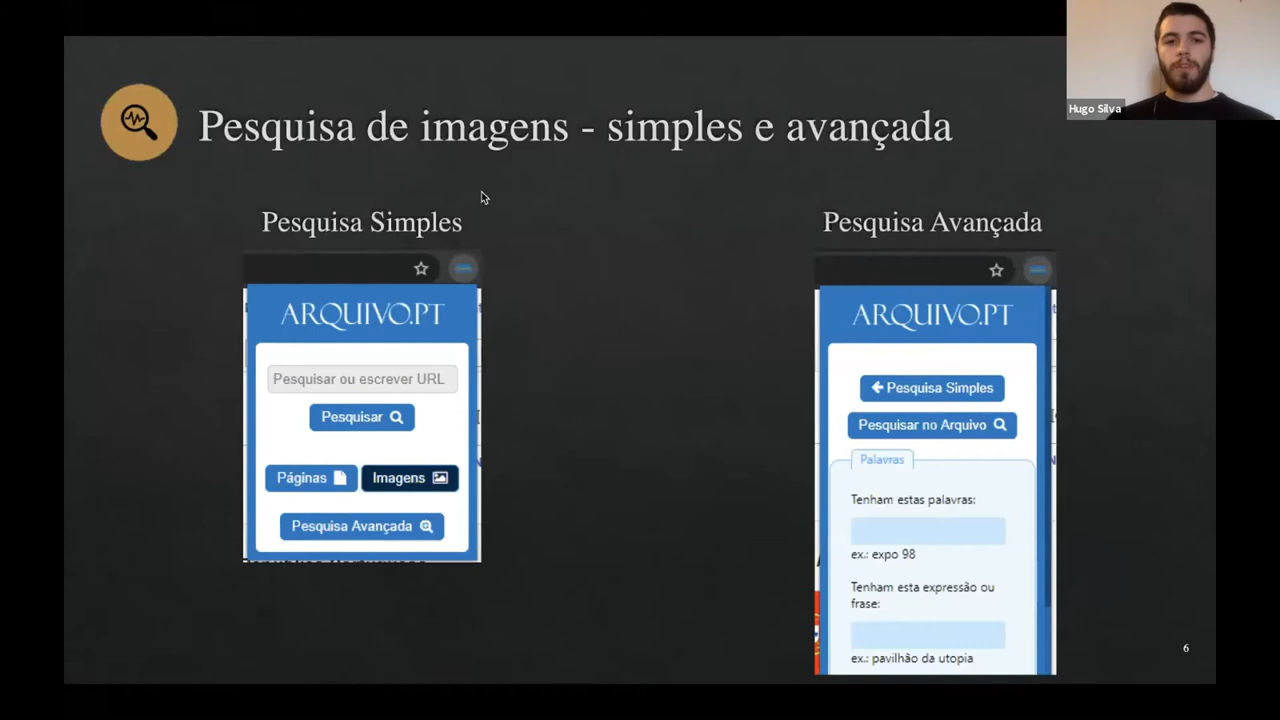 Hugo Silva
Pesquisa de imagens - simples e avançada
Pesquisa Simples
ARQUIVO.PT
Pesquisar ou escrever URL
Pesquisar
Páginas
Imagens
Pesquisa Avançada
Pesquisa Avançada
ARQUIVO.PT
Pesquisa Simples
Pesquisar no Arquivo
Palavras
Tenham estas palavras:
ex.: expo 98
Tenham esta expressão ou
frase:
ex.: pavilhão da utopia
6